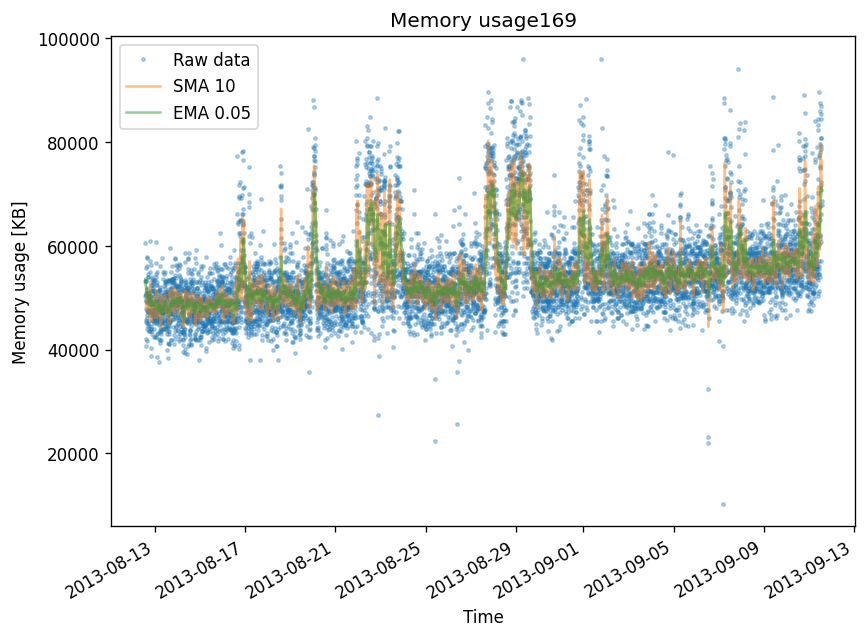 Memory usage169
100000
80000
60000
40000
20000
Memory usage [KB]
Raw data
SMA 10
EMA 0.05
2013-08-13
2013-08-17
2013-08-21
2013-08-25
2013-08-29
2013-09-01
2013-09-05
2013-09-09
2013-09-13
Time